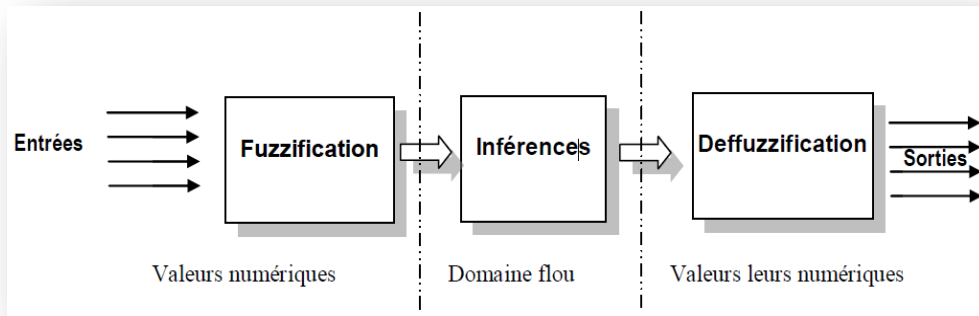 Entrées
Fuzzification
Inférences
Deffuzzification
Sorties
Valeurs numériques
Domaine flou
Valeurs leurs numériques